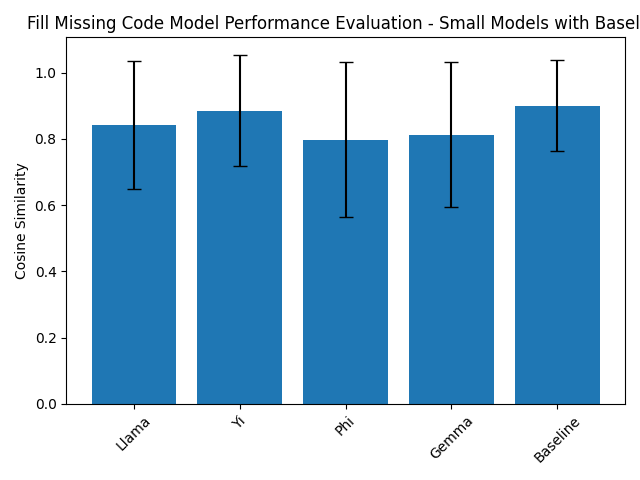 Fill Missing Code Model Performance Evaluation - Small Models with Basel
1.0
0.8
0.6
0.4
0.2
0.0
Cosine Similarity
Llama
Yi
Phi
Gemma
Baseline